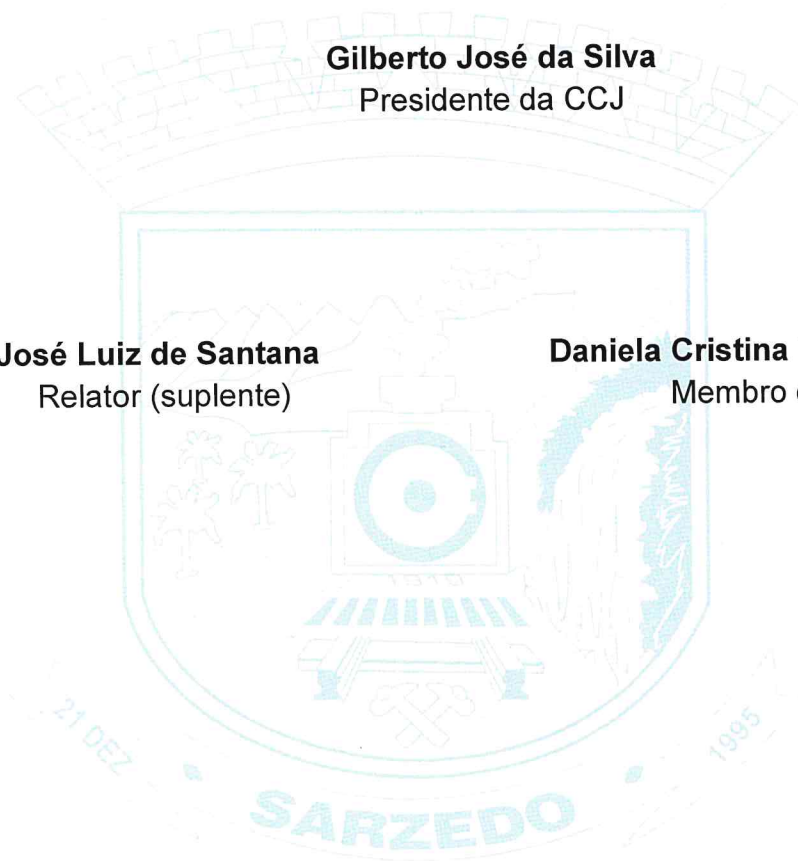 Gilberto José da Silva
Presidente da CCJ
José Luiz de Santana
Relator (suplente)
Daniela Cristina
Membro
1910
21 DEZ
1995
SARZEDO